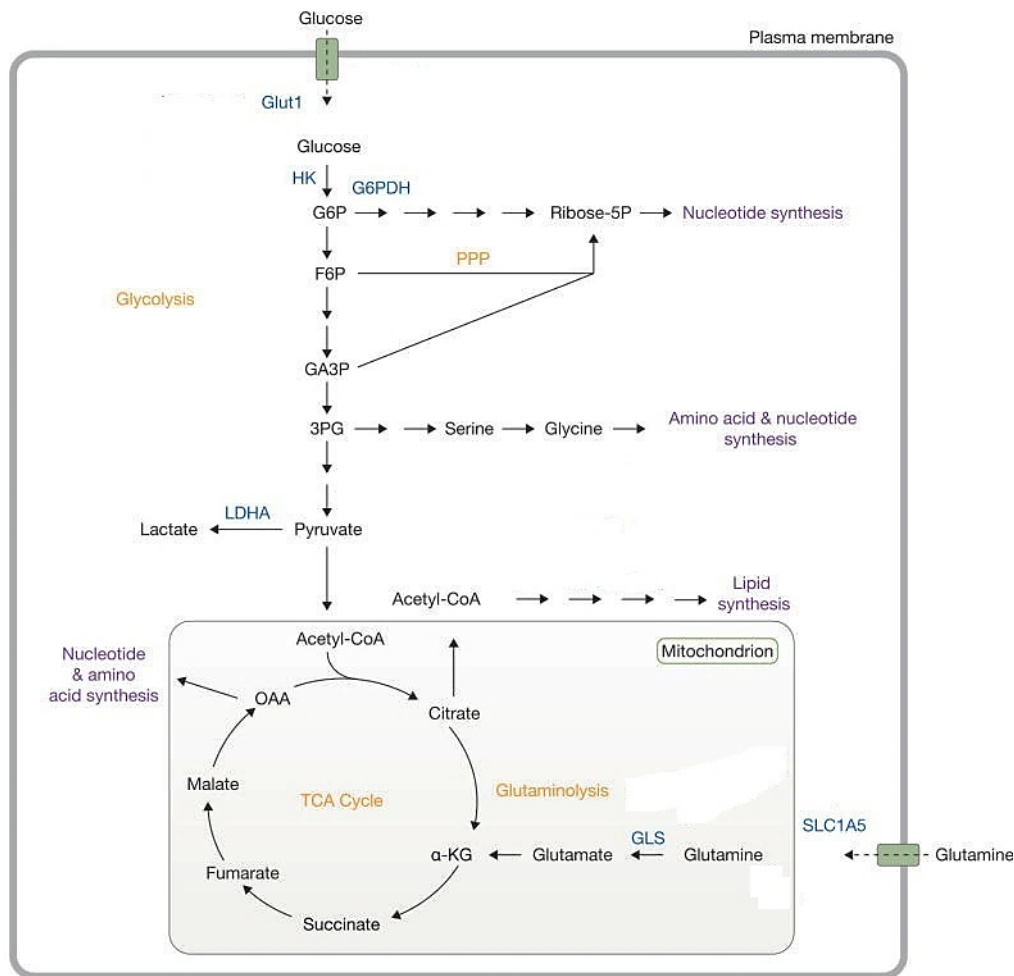 Glucose
Plasma membrane
Glut1
Glucose
HK
G6PDH
G6P
Ribose-5P
Nucleotide synthesis
PPP
F6P
Glycolysis
GA3P
3PG
Serine
Glycine
Amino acid & nucleotide
synthesis
LDHA
Lactate
Pyruvate
Acetyl-CoA
Lipid
synthesis
Acetyl-CoA
Mitochondrion
Nucleotide
& amino
acid synthesis
OAA
Citrate
Malate
TCA Cycle
Glutaminolysis
SLC1A5
GLS
α-KG
Glutamate
Glutamine
Glutamine
Fumarate
Succinate